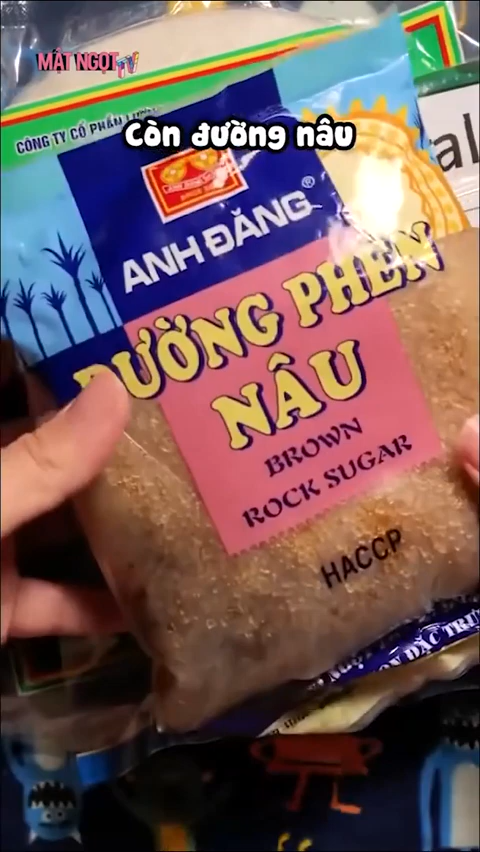 MẬT NGỌT TV
Còn đường nâu
CÔNG TY CỔ PHẦN
ANH ĐĂNG®
ĐƯỜNG PHÈN
NÂU
BROWN
ROCK SUGAR
HACCP
al